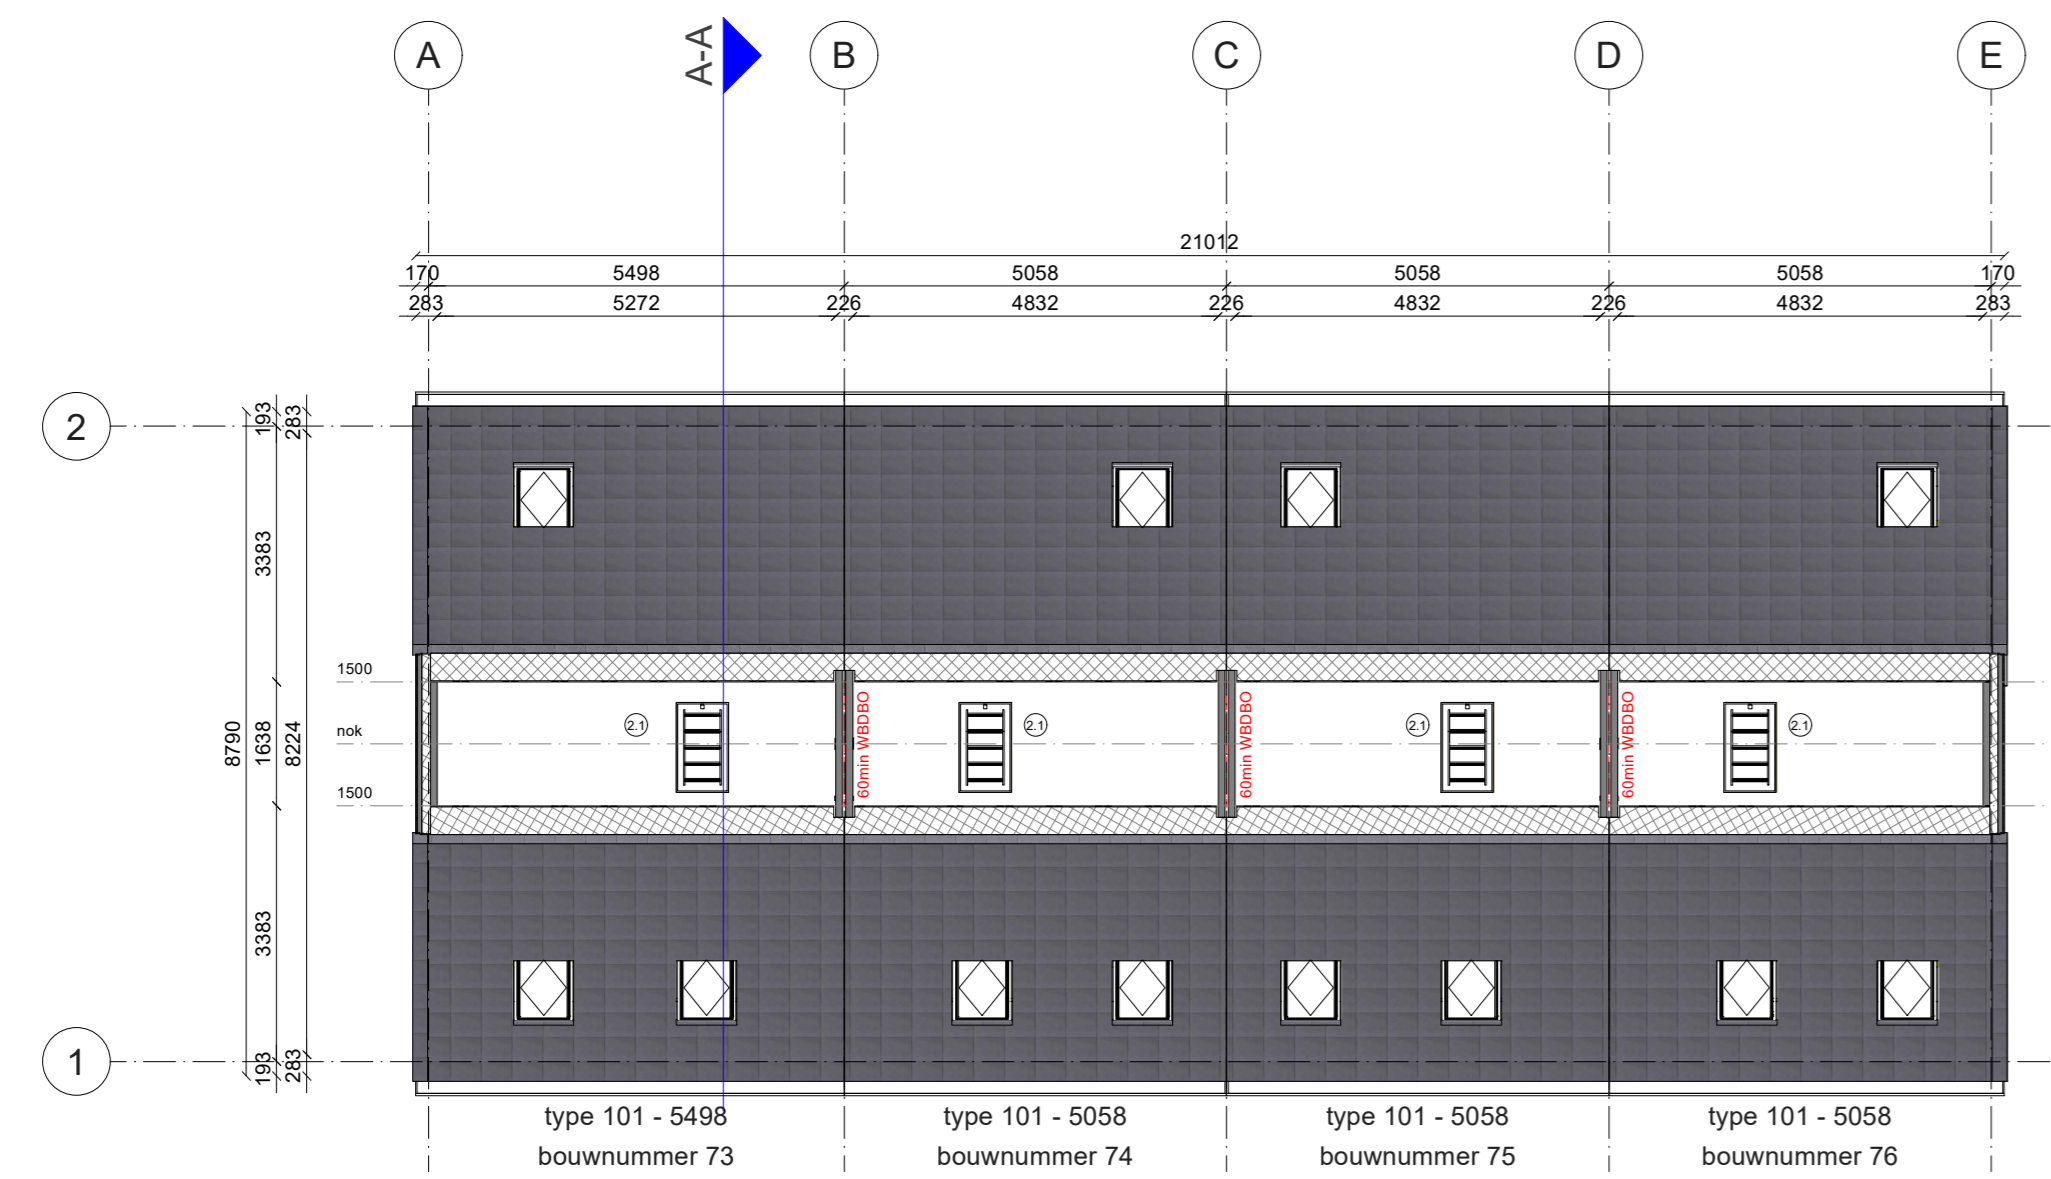 A
A-A
B
C
D
E
21012
170 5498 5058 5058 5058 170
283 5272 226 4832 226 4832 226 4832 283
2
193
283
3383
1500
nok
1500
8790
1638
8224
2.1
60min WBDBO
2.1
60min WBDBO
2.1
60min WBDBO
2.1
3383
1
193
283
type 101 - 5498
bouwnummer 73
type 101 - 5058
bouwnummer 74
type 101 - 5058
bouwnummer 75
type 101 - 5058
bouwnummer 76